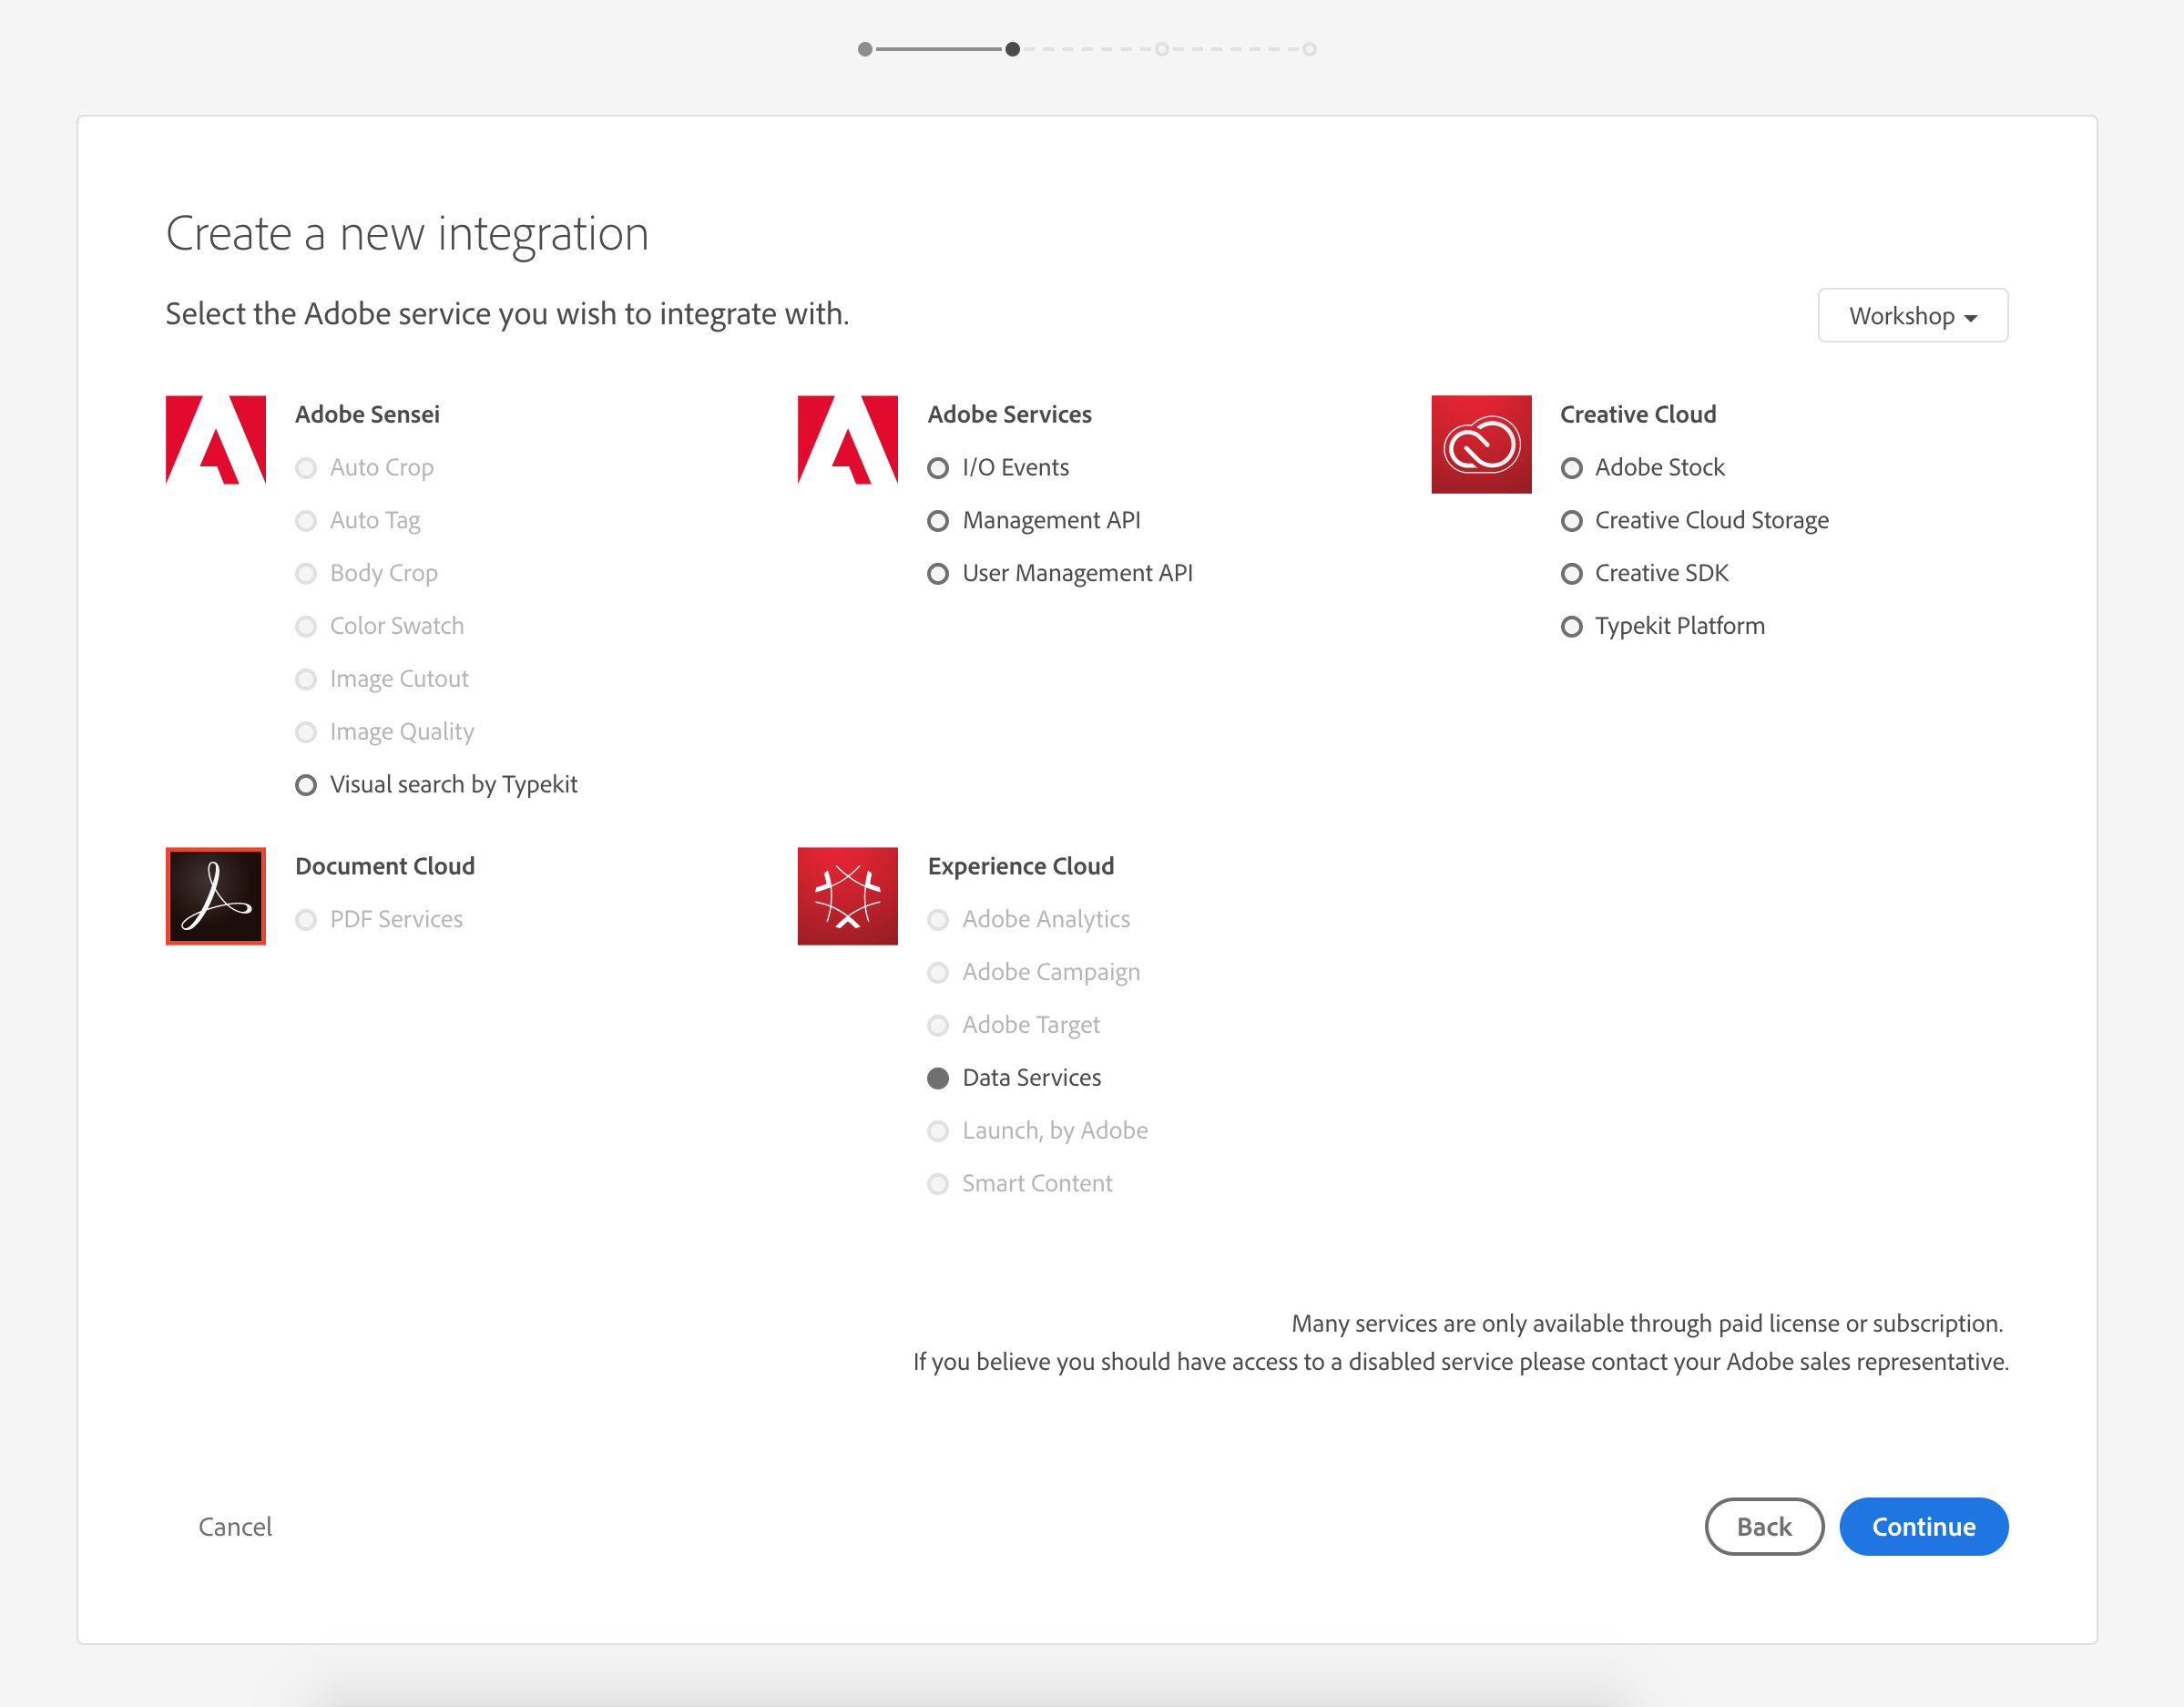 Create a new integration
Select the Adobe service you wish to integrate with.
Workshop
Adobe Sensei
Auto Crop
Auto Tag
Body Crop
Color Swatch
Image Cutout
Image Quality
Visual search by Typekit
Adobe Services
I/O Events
Management API
User Management API
Creative Cloud
Adobe Stock
Creative Cloud Storage
Creative SDK
Typekit Platform
Document Cloud
PDF Services
Experience Cloud
Adobe Analytics
Adobe Campaign
Adobe Target
Data Services
Launch, by Adobe
Smart Content
Many services are only available through paid license or subscription.
If you believe you should have access to a disabled service please contact your Adobe sales representative.
Cancel
Back
Continue